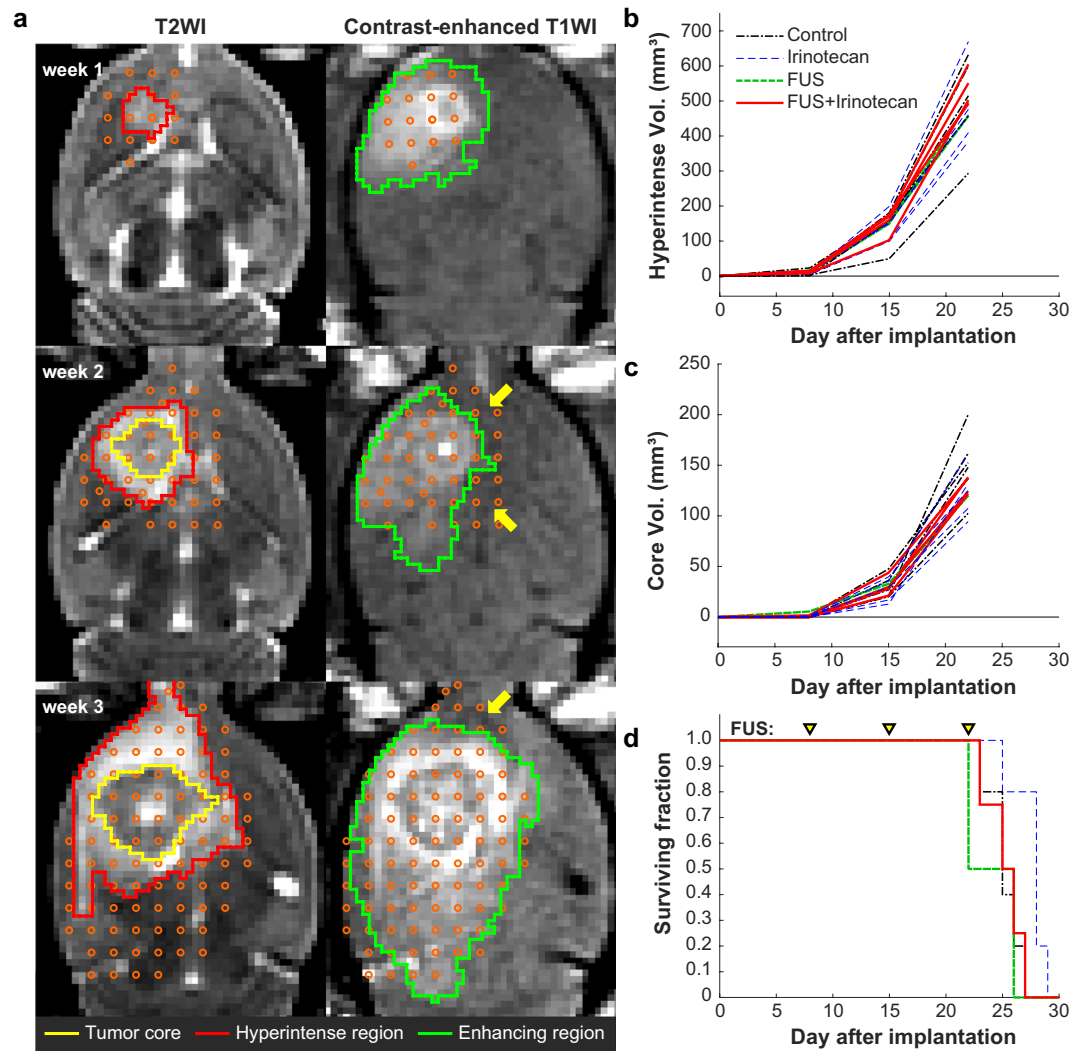 a
T2WI
Contrast-enhanced T1WI
week 1
week 2
week 3
Tumor core
Hyperintense region
Enhancing region
b
Hyperintense Vol. (mm³)
700
600
500
400
300
200
100
0
Control
Irinotecan
FUS
FUS+Irinotecan
0 5 10 15 20 25 30
Day after implantation
c
Core Vol. (mm³)
250
200
150
100
50
0
0 5 10 15 20 25 30
Day after implantation
d
FUS:
Surviving fraction
1.0
0.9
0.8
0.7
0.6
0.5
0.4
0.3
0.2
0.1
0
0 5 10 15 20 25 30
Day after implantation